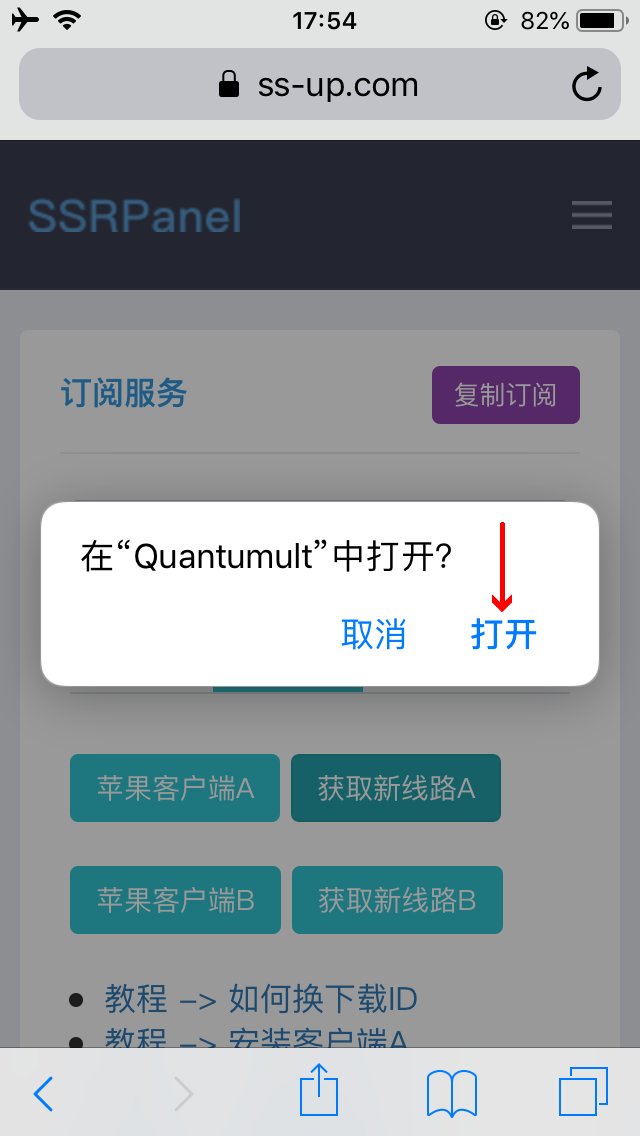 17:54
82%
ss-up.com
SSRPanel
订阅服务
复制订阅
在“Quantumult”中打开?
取消
打开
苹果客户端A
获取新线路A
苹果客户端B
获取新线路B
教程 -> 如何换下载ID
教程 -> 安装客户端A